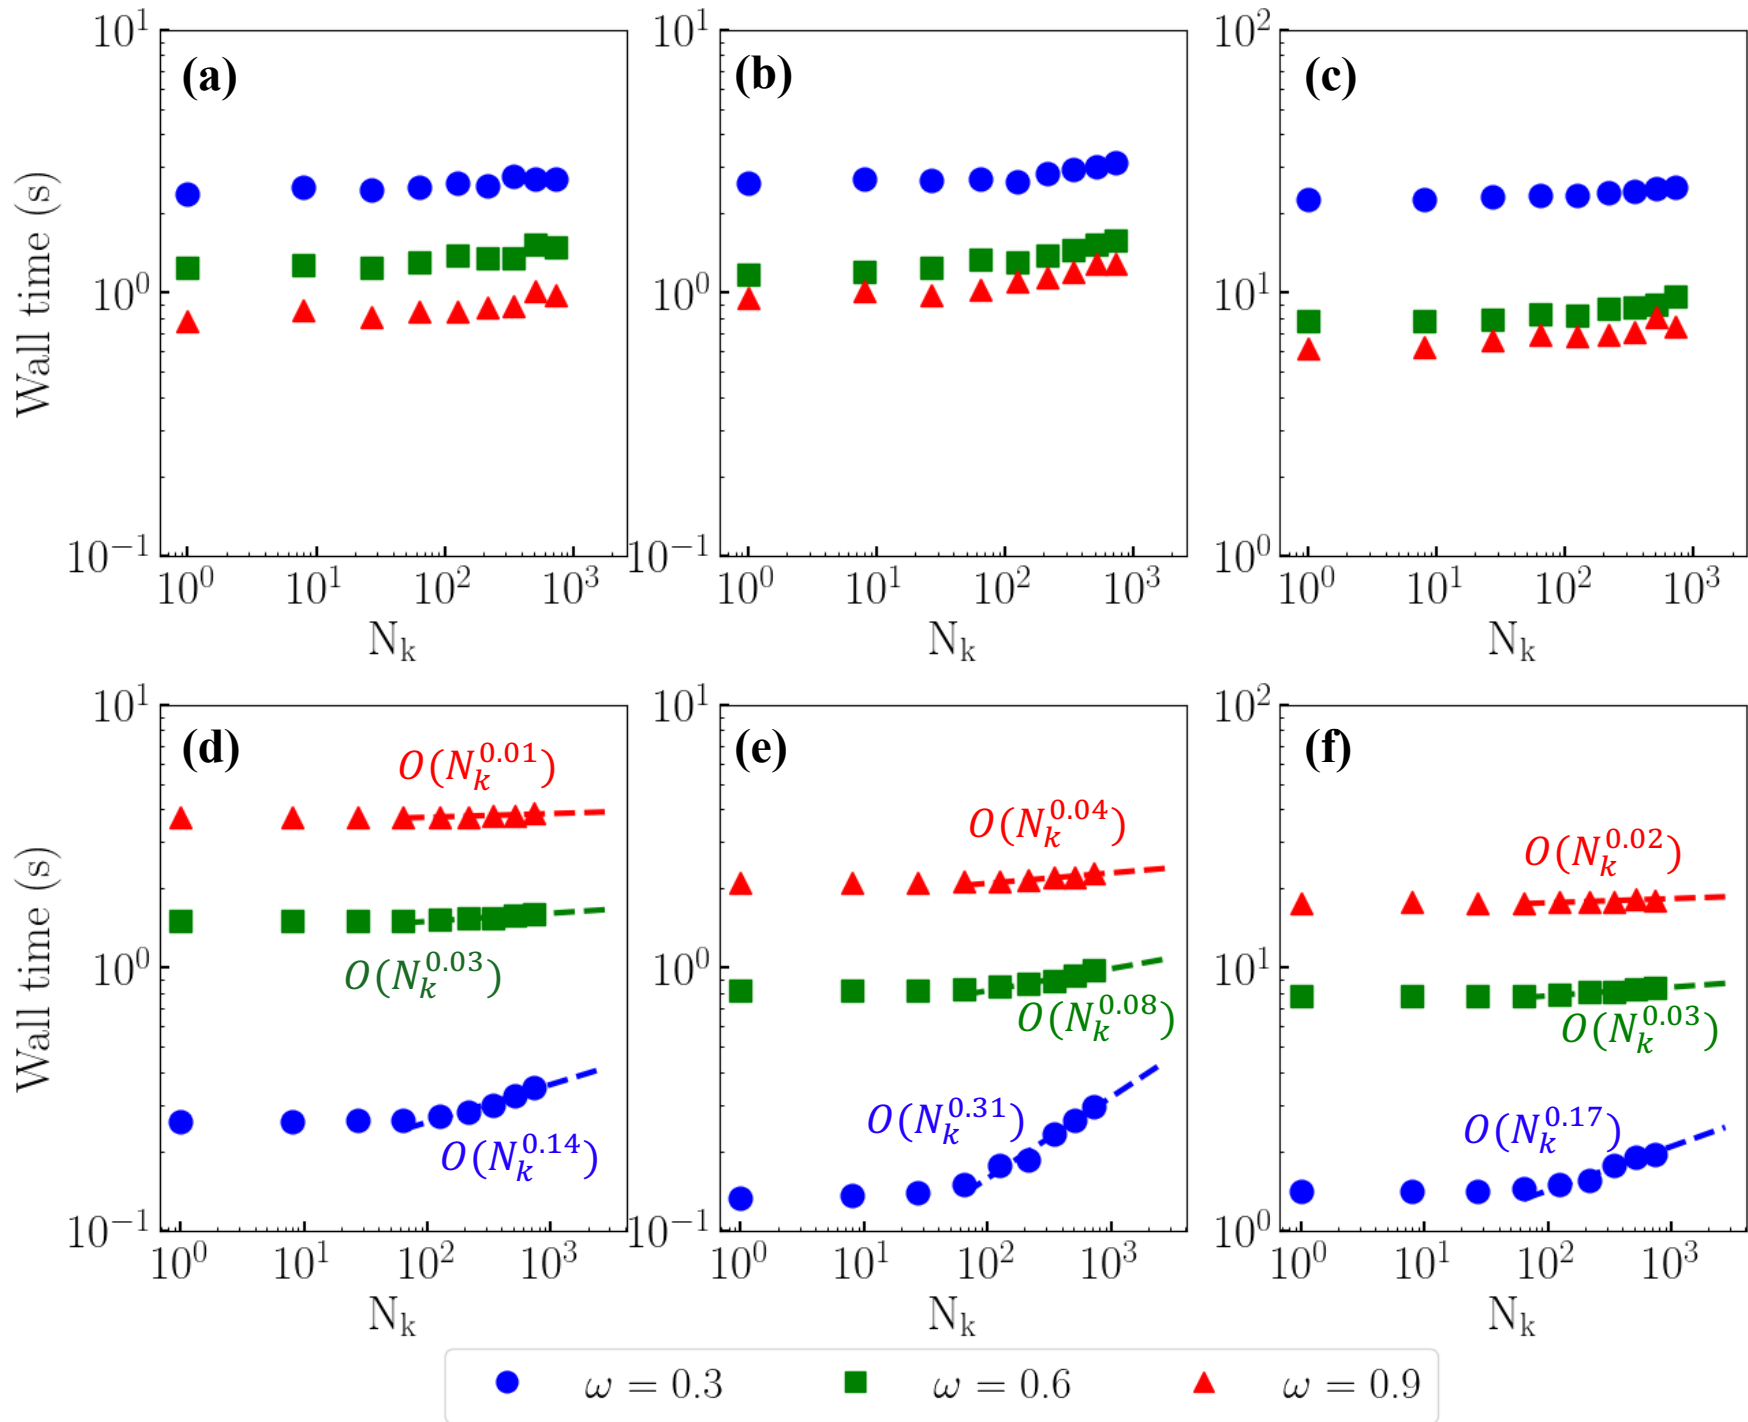 (a)
(b)
(c)
10^1
10^0
10^{-1}
10^1
10^0
10^{-1}
10^2
10^1
10^0
Wall time (s)
10^0 10^1 10^2 10^3
10^0 10^1 10^2 10^3
10^0 10^1 10^2 10^3
N_k
N_k
N_k
(d)
(e)
(f)
10^1
10^0
10^{-1}
10^1
10^0
10^{-1}
10^2
10^1
10^0
Wall time (s)
O(N_k^{0.01})
O(N_k^{0.03})
O(N_k^{0.14})
O(N_k^{0.04})
O(N_k^{0.08})
O(N_k^{0.31})
O(N_k^{0.02})
O(N_k^{0.03})
O(N_k^{0.17})
10^0 10^1 10^2 10^3
10^0 10^1 10^2 10^3
10^0 10^1 10^2 10^3
N_k
N_k
N_k
ω = 0.3 ω = 0.6 ω = 0.9